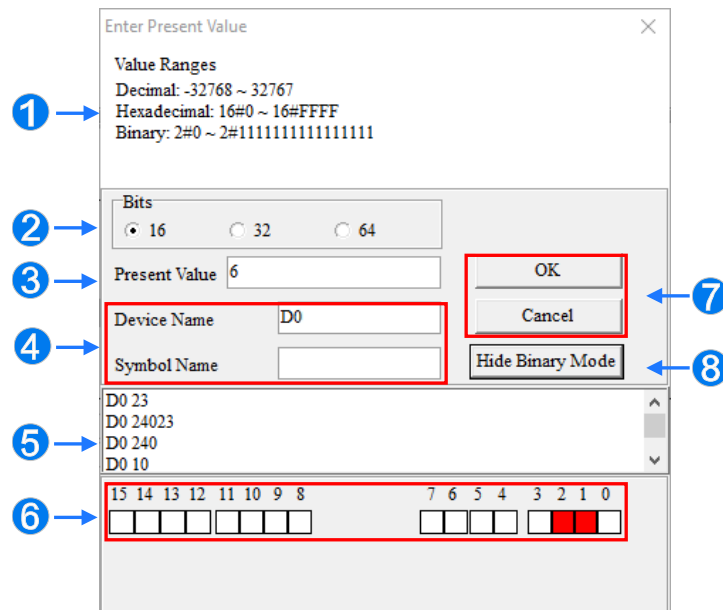 Enter Present Value
Value Ranges
Decimal: -32768 ~ 32767
1
Hexadecimal: 16#0 ~ 16#FFFF
Binary: 2#0 ~ 2#1111111111111111
Bits
2
16 32 64
3
Present Value 6
OK
7
Device Name D0
Cancel
4
Symbol Name
Hide Binary Mode
8
D0 23
D0 24023
5
D0 240
D0 10
15 14 13 12 11 10 9 8 7 6 5 4 3 2 1 0
6